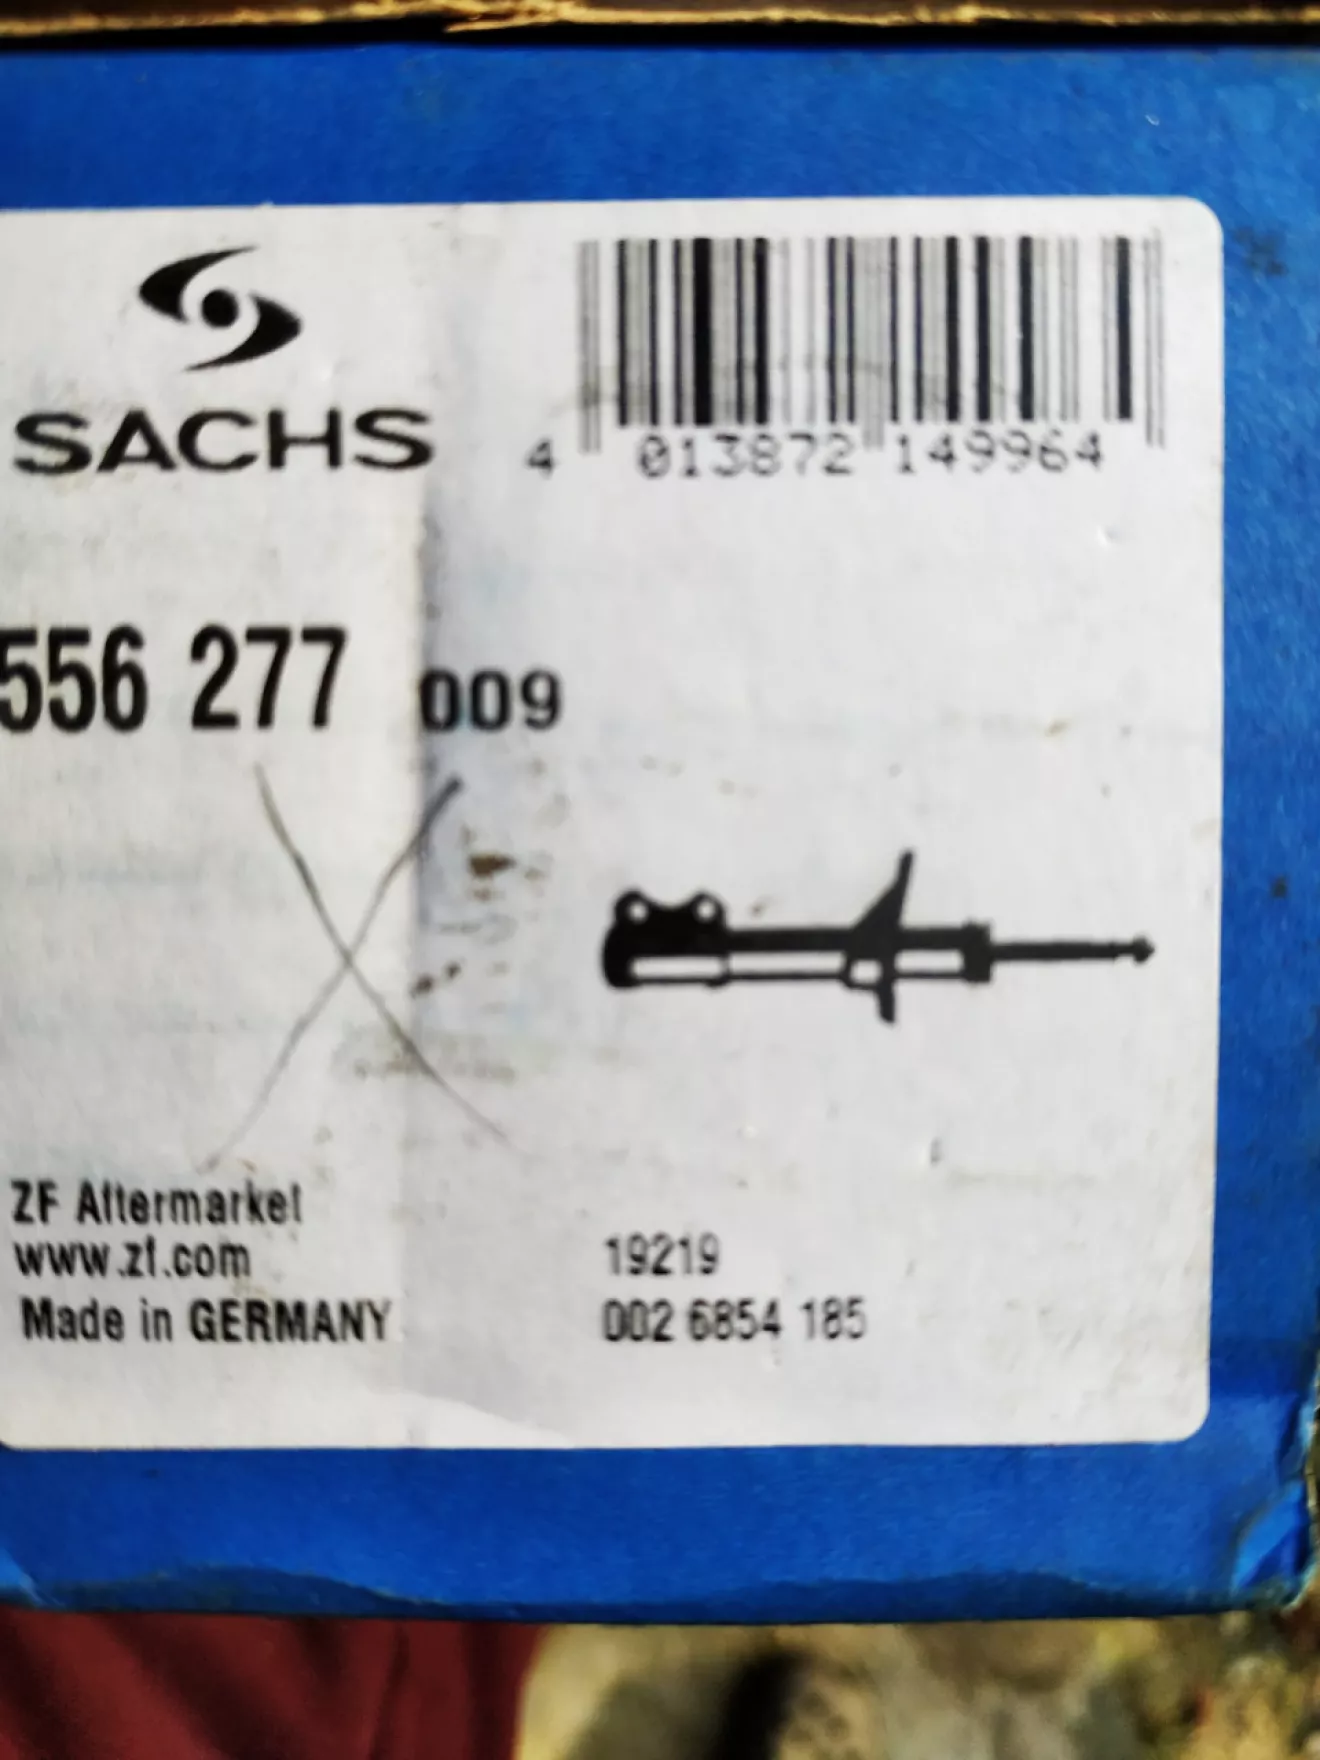 SACHS
4 013872 149964
556 277 009
ZF Aftermarket
www.zf.com
Made in GERMANY
19219
002 6854 185